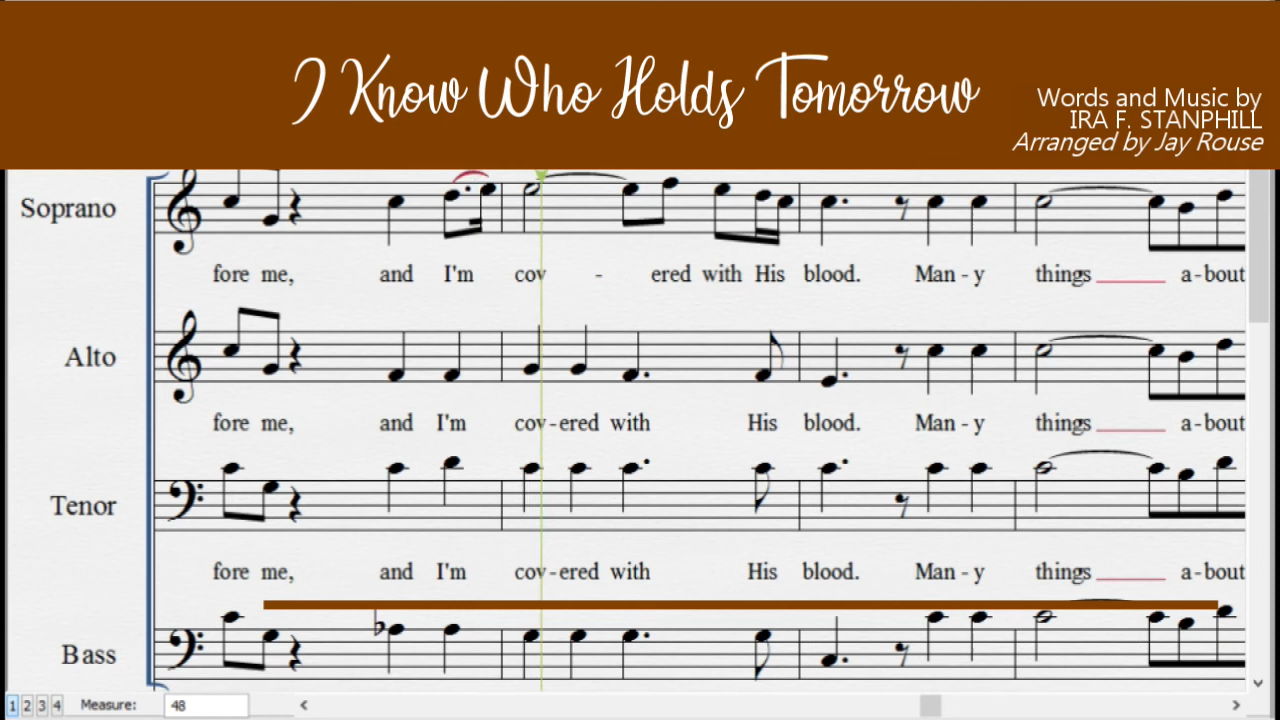 I Know Who Holds Tomorrow
Words and Music by
IRA F. STANPHILL
Arranged by Jay Rouse
Soprano
fore me, and I'm cov - ered with His blood. Man - y things ______ a - bout
Alto
fore me, and I'm cov - ered with His blood. Man - y things ______ a - bout
Tenor
fore me, and I'm cov - ered with His blood. Man - y things ______ a - bout
Bass
1 2 3 4 Measure: 48